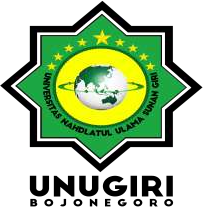 UNIVERSITAS NAHDLATUL ULAMA SUNAN GIRI
UNUGIRI
BOJONEGORO